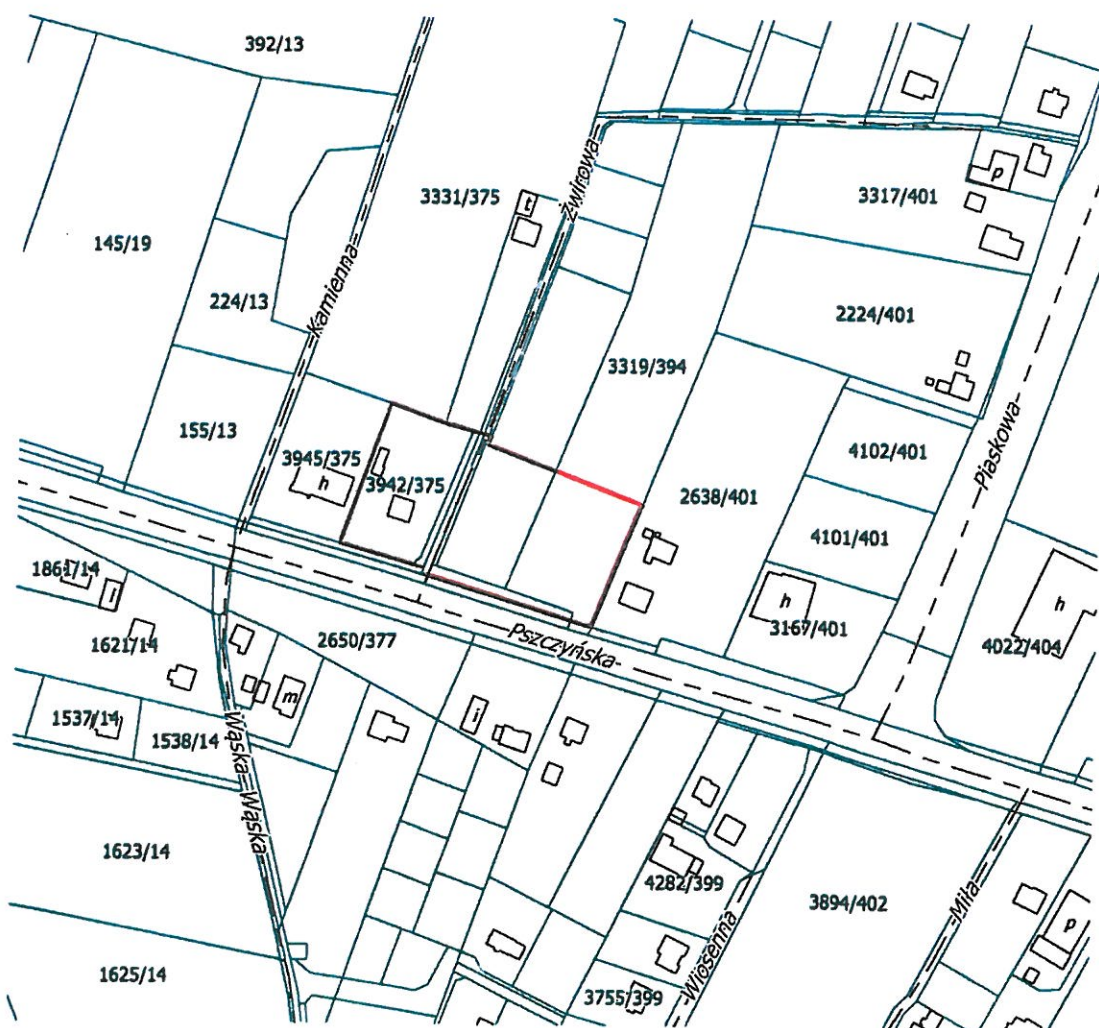 392/13
3331/375
t
Żwirowa
3317/401
p
145/19
224/13
Kamienna
2224/401
3319/394
155/13
3945/375
h
3942/375
2638/401
4102/401
Piaskowa
4101/401
h
3167/401
h
4022/404
i
1621/14
2650/377
Pszczyńska
m
1537/14
1538/14
i
Wąska
Wąska
1623/14
4282/399
3894/402
Miła
p
Wiosenna
1625/14
3755/399